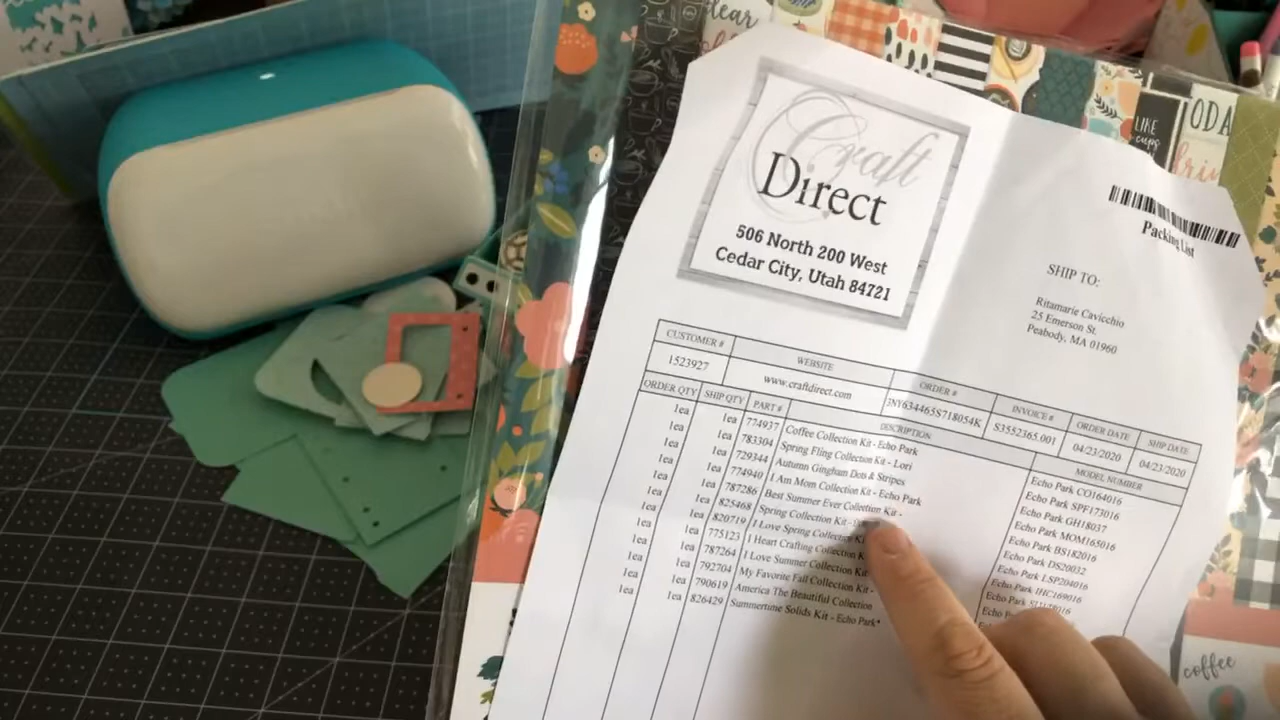 dear
Craft
Direct
506 North 200 West
Cedar City, Utah 84721
Packing List
SHIP TO:
Ritamarie Cavicchio
25 Emerson St.
Peabody, MA 01960
CUSTOMER # WEBSITE ORDER # INVOICE # ORDER DATE SHIP DATE
1523927 www.craftdirect.com 3NY634465S718054K S3552365.001 04/23/2020 04/23/2020
ORDER QTY SHIP QTY PART # DESCRIPTION MODEL NUMBER
1ea 1ea 774937 Coffee Collection Kit - Echo Park Echo Park CO164016
1ea 1ea 783304 Spring Fling Collection Kit - Lori Echo Park SPF173016
1ea 1ea 729344 Autumn Gingham Dots & Stripes Echo Park GH18037
1ea 1ea 774940 I Am Mom Collection Kit - Echo Park Echo Park MOM165016
1ea 1ea 787286 Best Summer Ever Collection Kit - Echo Park BS182016
1ea 1ea 825468 Spring Collection Kit - Echo Park DS20032
1ea 1ea 820719 I Love Spring Collection Echo Park LSP204016
1ea 1ea 775123 I Heart Crafting Collection Echo Park IHC169016
1ea 1ea 787264 I Love Summer Collection Kit Echo Park
1ea 1ea 792704 My Favorite Fall Collection Kit - Echo Park
1ea 1ea 790619 America The Beautiful Collection
1ea 1ea 826429 Summertime Solids Kit - Echo Park*
LIKE
cups
TODA
coffee